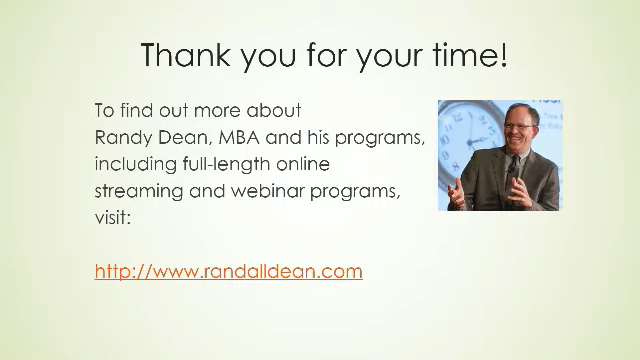 Thank you for your time!
To find out more about
Randy Dean, MBA and his programs,
including full-length online
streaming and webinar programs,
visit:
http://www.randalldean.com